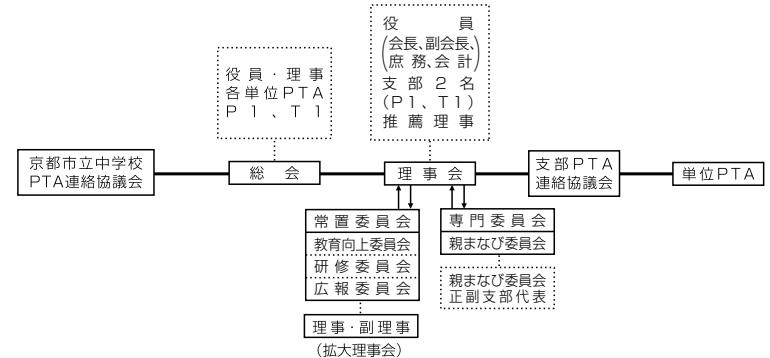 役員
(会長、副会長、
庶務、会計)
支部2名
(P1、T1)
推薦理事
役員・理事
各単位PTA
P1、T1
京都市立中学校
PTA連絡協議会
総会
理事会
支部PTA
連絡協議会
単位PTA
常置委員会
教育向上委員会
研修委員会
広報委員会
専門委員会
親まなび委員会
親まなび委員会
正副支部代表
理事・副理事
(拡大理事会)